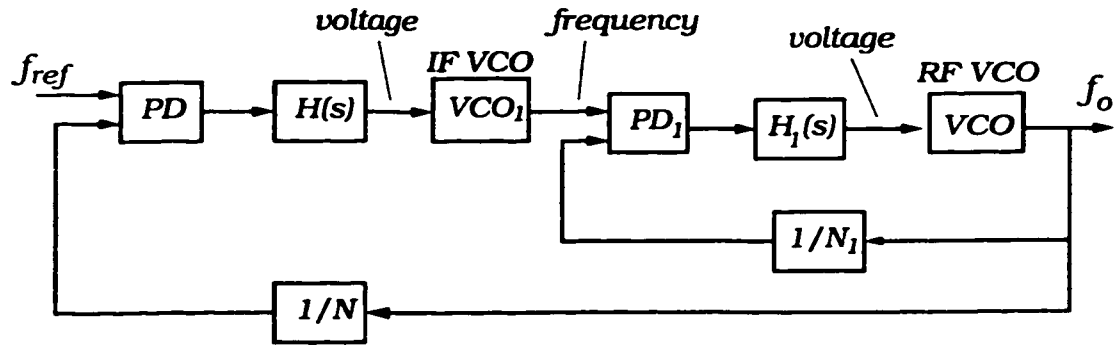 voltage
frequency
voltage
f_ref
IF VCO
RF VCO
f_o
PD
H(s)
VCO_1
PD_1
H_1(s)
VCO
1/N_1
1/N